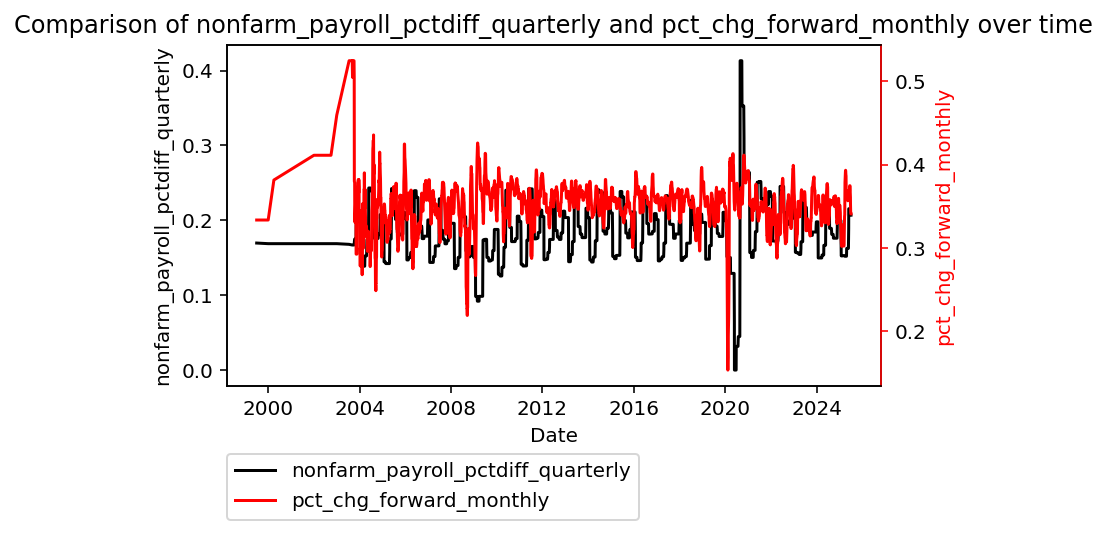 Comparison of nonfarm_payroll_pctdiff_quarterly and pct_chg_forward_monthly over time
nonfarm_payroll_pctdiff_quarterly
0.4
0.3
0.2
0.1
0.0
0.5
0.4
0.3
0.2
pct_chg_forward_monthly
2000 2004 2008 2012 2016 2020 2024
Date
nonfarm_payroll_pctdiff_quarterly
pct_chg_forward_monthly